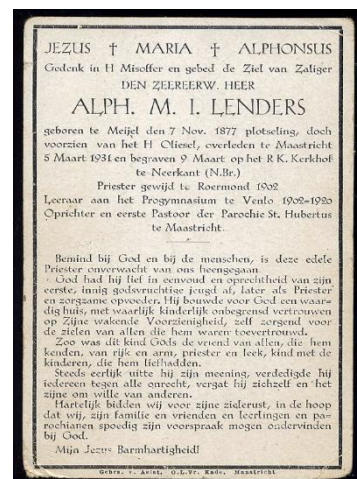 JEZUS † MARIA † ALPHONSUS
Gedenk in H Misoffer en gebed de Ziel van Zaliger
DEN ZEEREERW. HEER
ALPH. M. I. LENDERS
geboren te Meijel den 7 Nov. 1877 plotseling, doch
voorzien van het H Oliesel, overleden te Maastricht
5 Maart 1931 en begraven 9 Maart op het R K. Kerkhof
te Neerkant (N.Br.)
Priester gewijd te Roermond 1902
Leeraar aan het Progymnasium te Venlo 1902-1920
Oprichter en eerste Pastoor der Parochie St. Hubertus
te Maastricht.
Bemind bij God en bij de menschen, is deze edele
Priester onverwacht van ons heengegaan.
God had hij lief in eenvoud en oprechtheid van zijn
eerste, innig godsvruchtige jeugd af, later als Priester
en zorgzame opvoeder. Hij bouwde voor God een waar-
dig huis, met waarlijk kinderlijk onbegrensd vertrouwen
op Zijne wakende Voorzienigheid, zelf zorgend voor
de zielen van allen die hem waren toevertrouwd.
Zoo was dit kind Gods de vriend van allen, die hem
kenden, van rijk en arm, priester en leek, kind met de
kinderen, die hem liefhadden.
Steeds eerlijk uitte hij zijn meening, verdedigde hij
iedereen tegen alle onrecht, vergat hij zichzelf en het
zijne om wille van anderen.
Hartelijk bidden wij voor zijne zielerust, in de hoop
dat wij, zijn familie en vrienden en leerlingen en pa-
rochianen spoedig zijn voorspraak mogen ondervinden
bij God.
Mijn Jezus Barmhartigheid!
Gebrs. v. Aelst, O.L.Vr. Kade, Maastricht